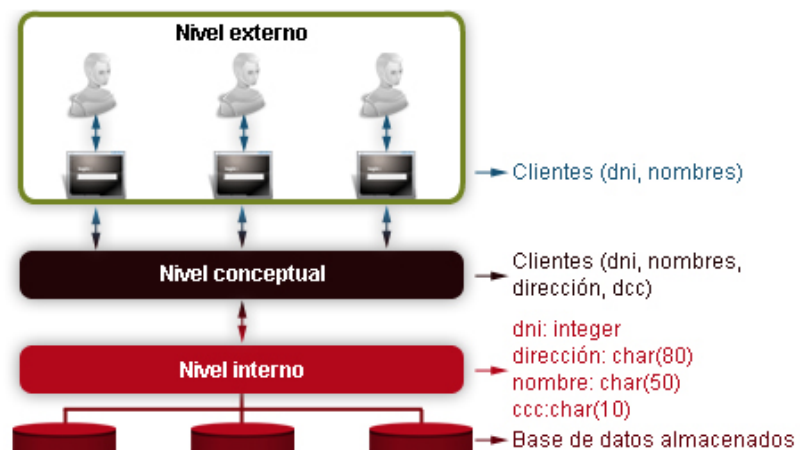 Nivel externo
Clientes (dni, nombres)
Nivel conceptual
Clientes (dni, nombres,
dirección, dcc)
Nivel interno
dni: integer
dirección: char(80)
nombre: char(50)
ccc:char(10)
Base de datos almacenados